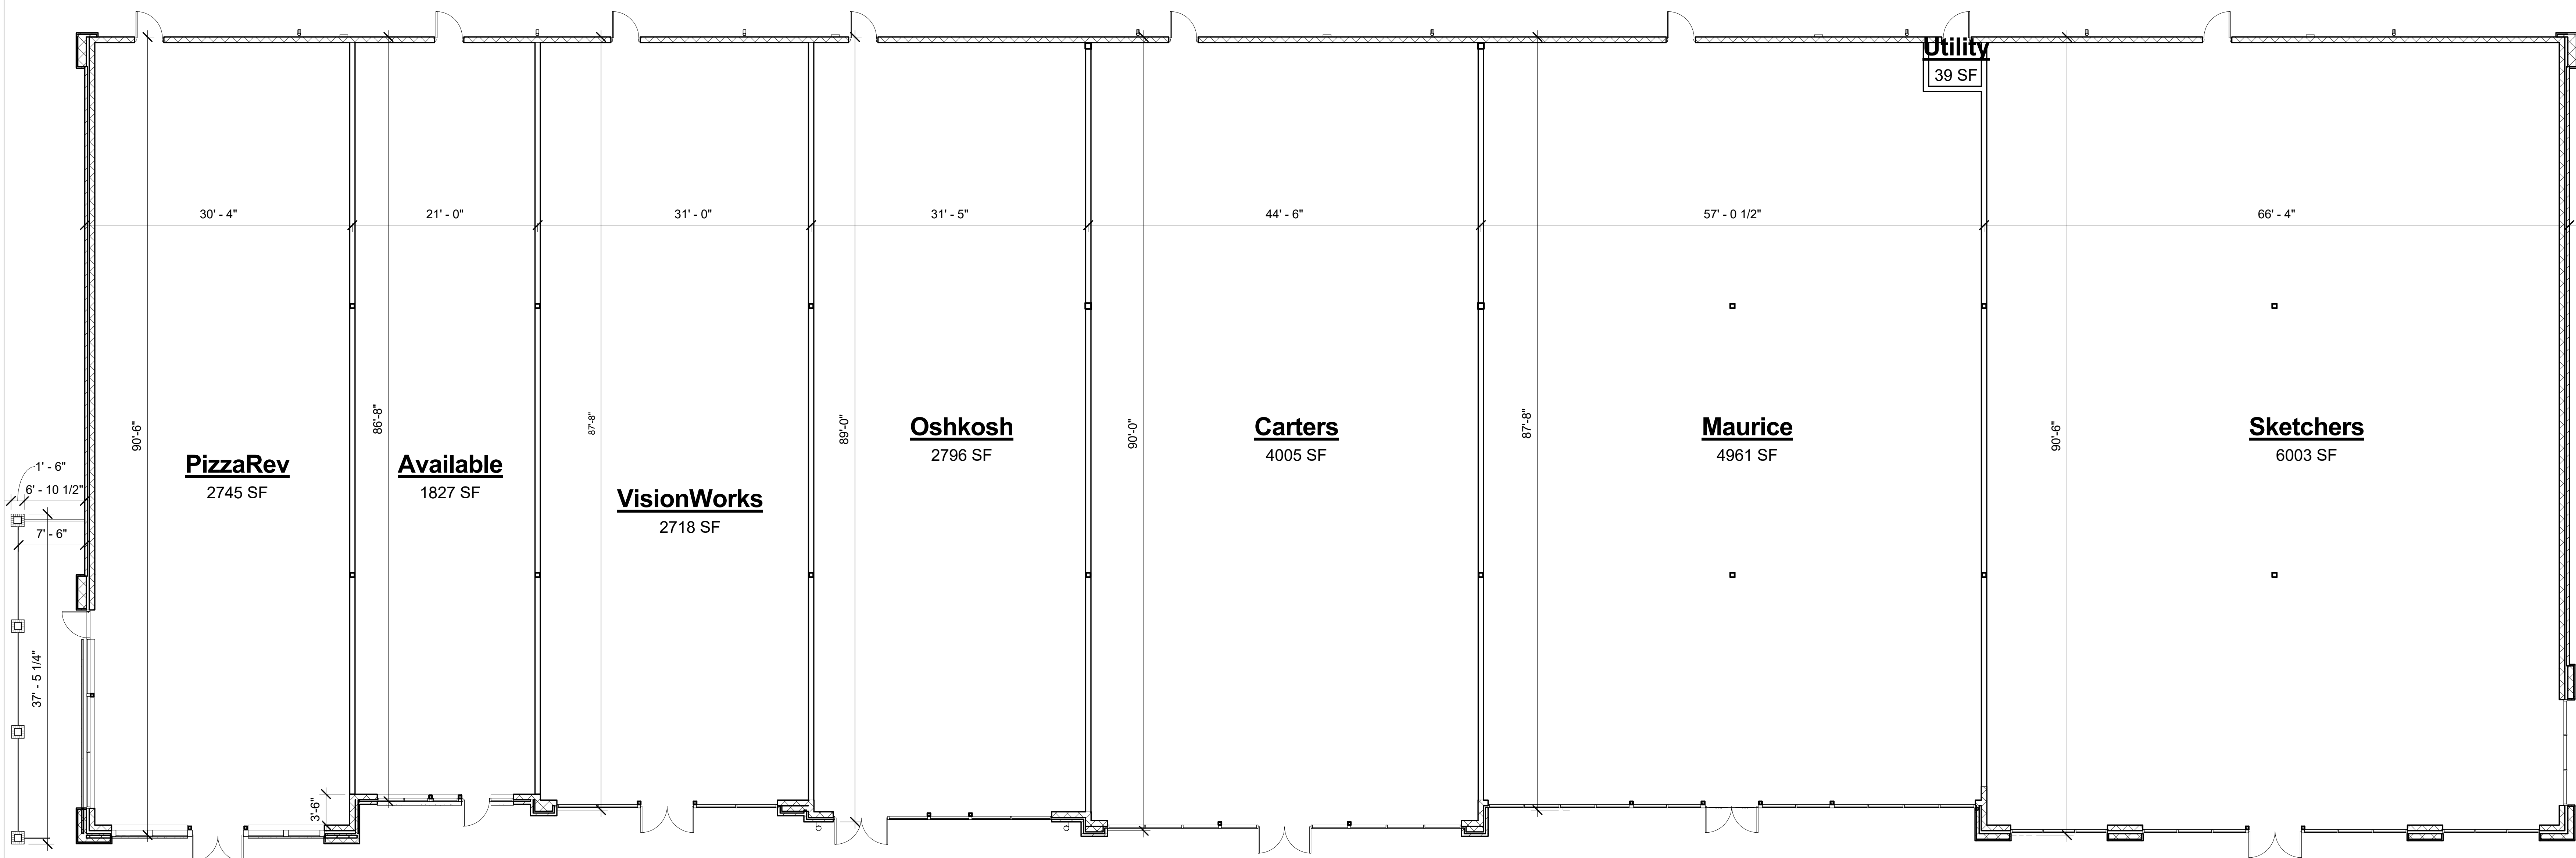 Utility
39 SF
30' - 4"
21' - 0"
31' - 0"
31' - 5"
44' - 6"
57' - 0 1/2"
66' - 4"
90'-6"
86'-8"
87'-8"
89'-0"
90'-0"
87'-8"
90'-6"
PizzaRev
2745 SF
Available
1827 SF
VisionWorks
2718 SF
Oshkosh
2796 SF
Carters
4005 SF
Maurice
4961 SF
Sketchers
6003 SF
1' - 6"
6' - 10 1/2"
7' - 6"
37' - 5 1/4"
3'-6"